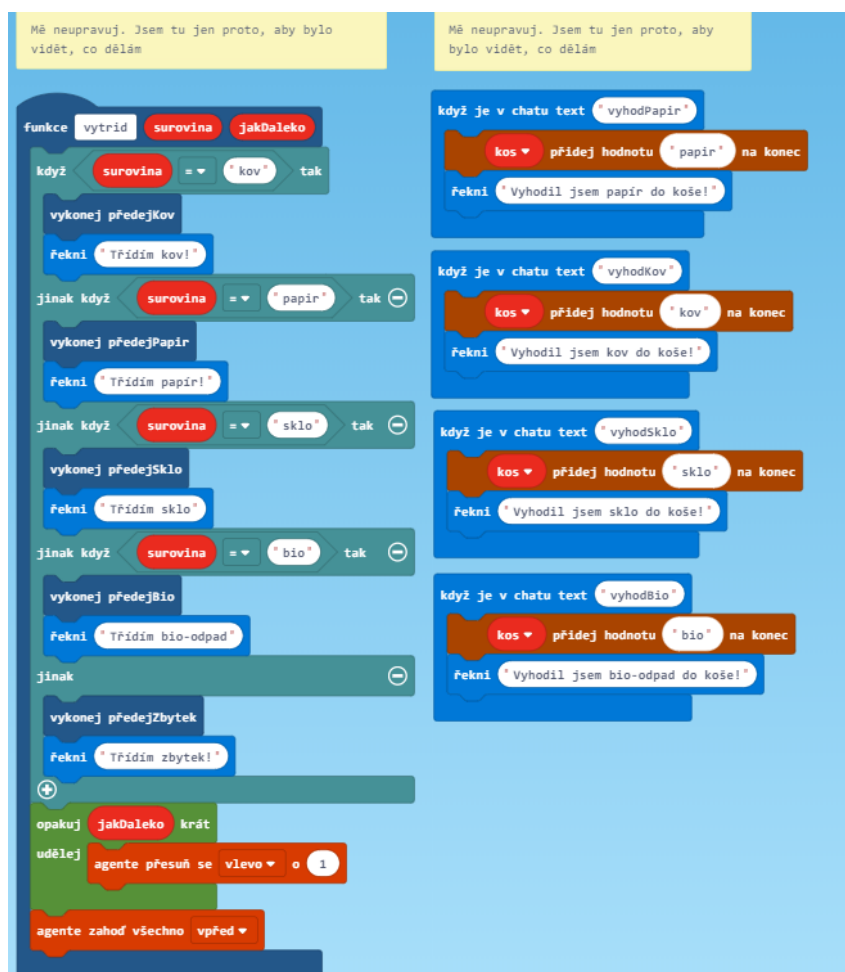 Mě neupravuj. Jsem tu jen proto, aby bylo
vidět, co dělám
funkce vytrid surovina jakDaleko
když surovina = "kov" tak
vykonej předejKov
řekni "Třídím kov!"
jinak když surovina = "papir" tak
vykonej předejPapir
řekni "Třídím papír!"
jinak když surovina = "sklo" tak
vykonej předejSklo
řekni "Třídím sklo"
jinak když surovina = "bio" tak
vykonej předejBio
řekni "Třídím bio-odpad"
jinak
vykonej předejZbytek
řekni "Třídím zbytek!"
opakuj jakDaleko krát
udělej agente přesuň se vlevo o 1
agente zahoď všechno vpřed
Mě neupravuj. Jsem tu jen proto, aby
bylo vidět, co dělám
když je v chatu text "vyhodPapir"
kos přidej hodnotu "papir" na konec
řekni "Vyhodil jsem papír do koše!"
když je v chatu text "vyhodKov"
kos přidej hodnotu "kov" na konec
řekni "Vyhodil jsem kov do koše!"
když je v chatu text "vyhodSklo"
kos přidej hodnotu "sklo" na konec
řekni "Vyhodil jsem sklo do koše!"
když je v chatu text "vyhodBio"
kos přidej hodnotu "bio" na konec
řekni "Vyhodil jsem bio-odpad do koše!"